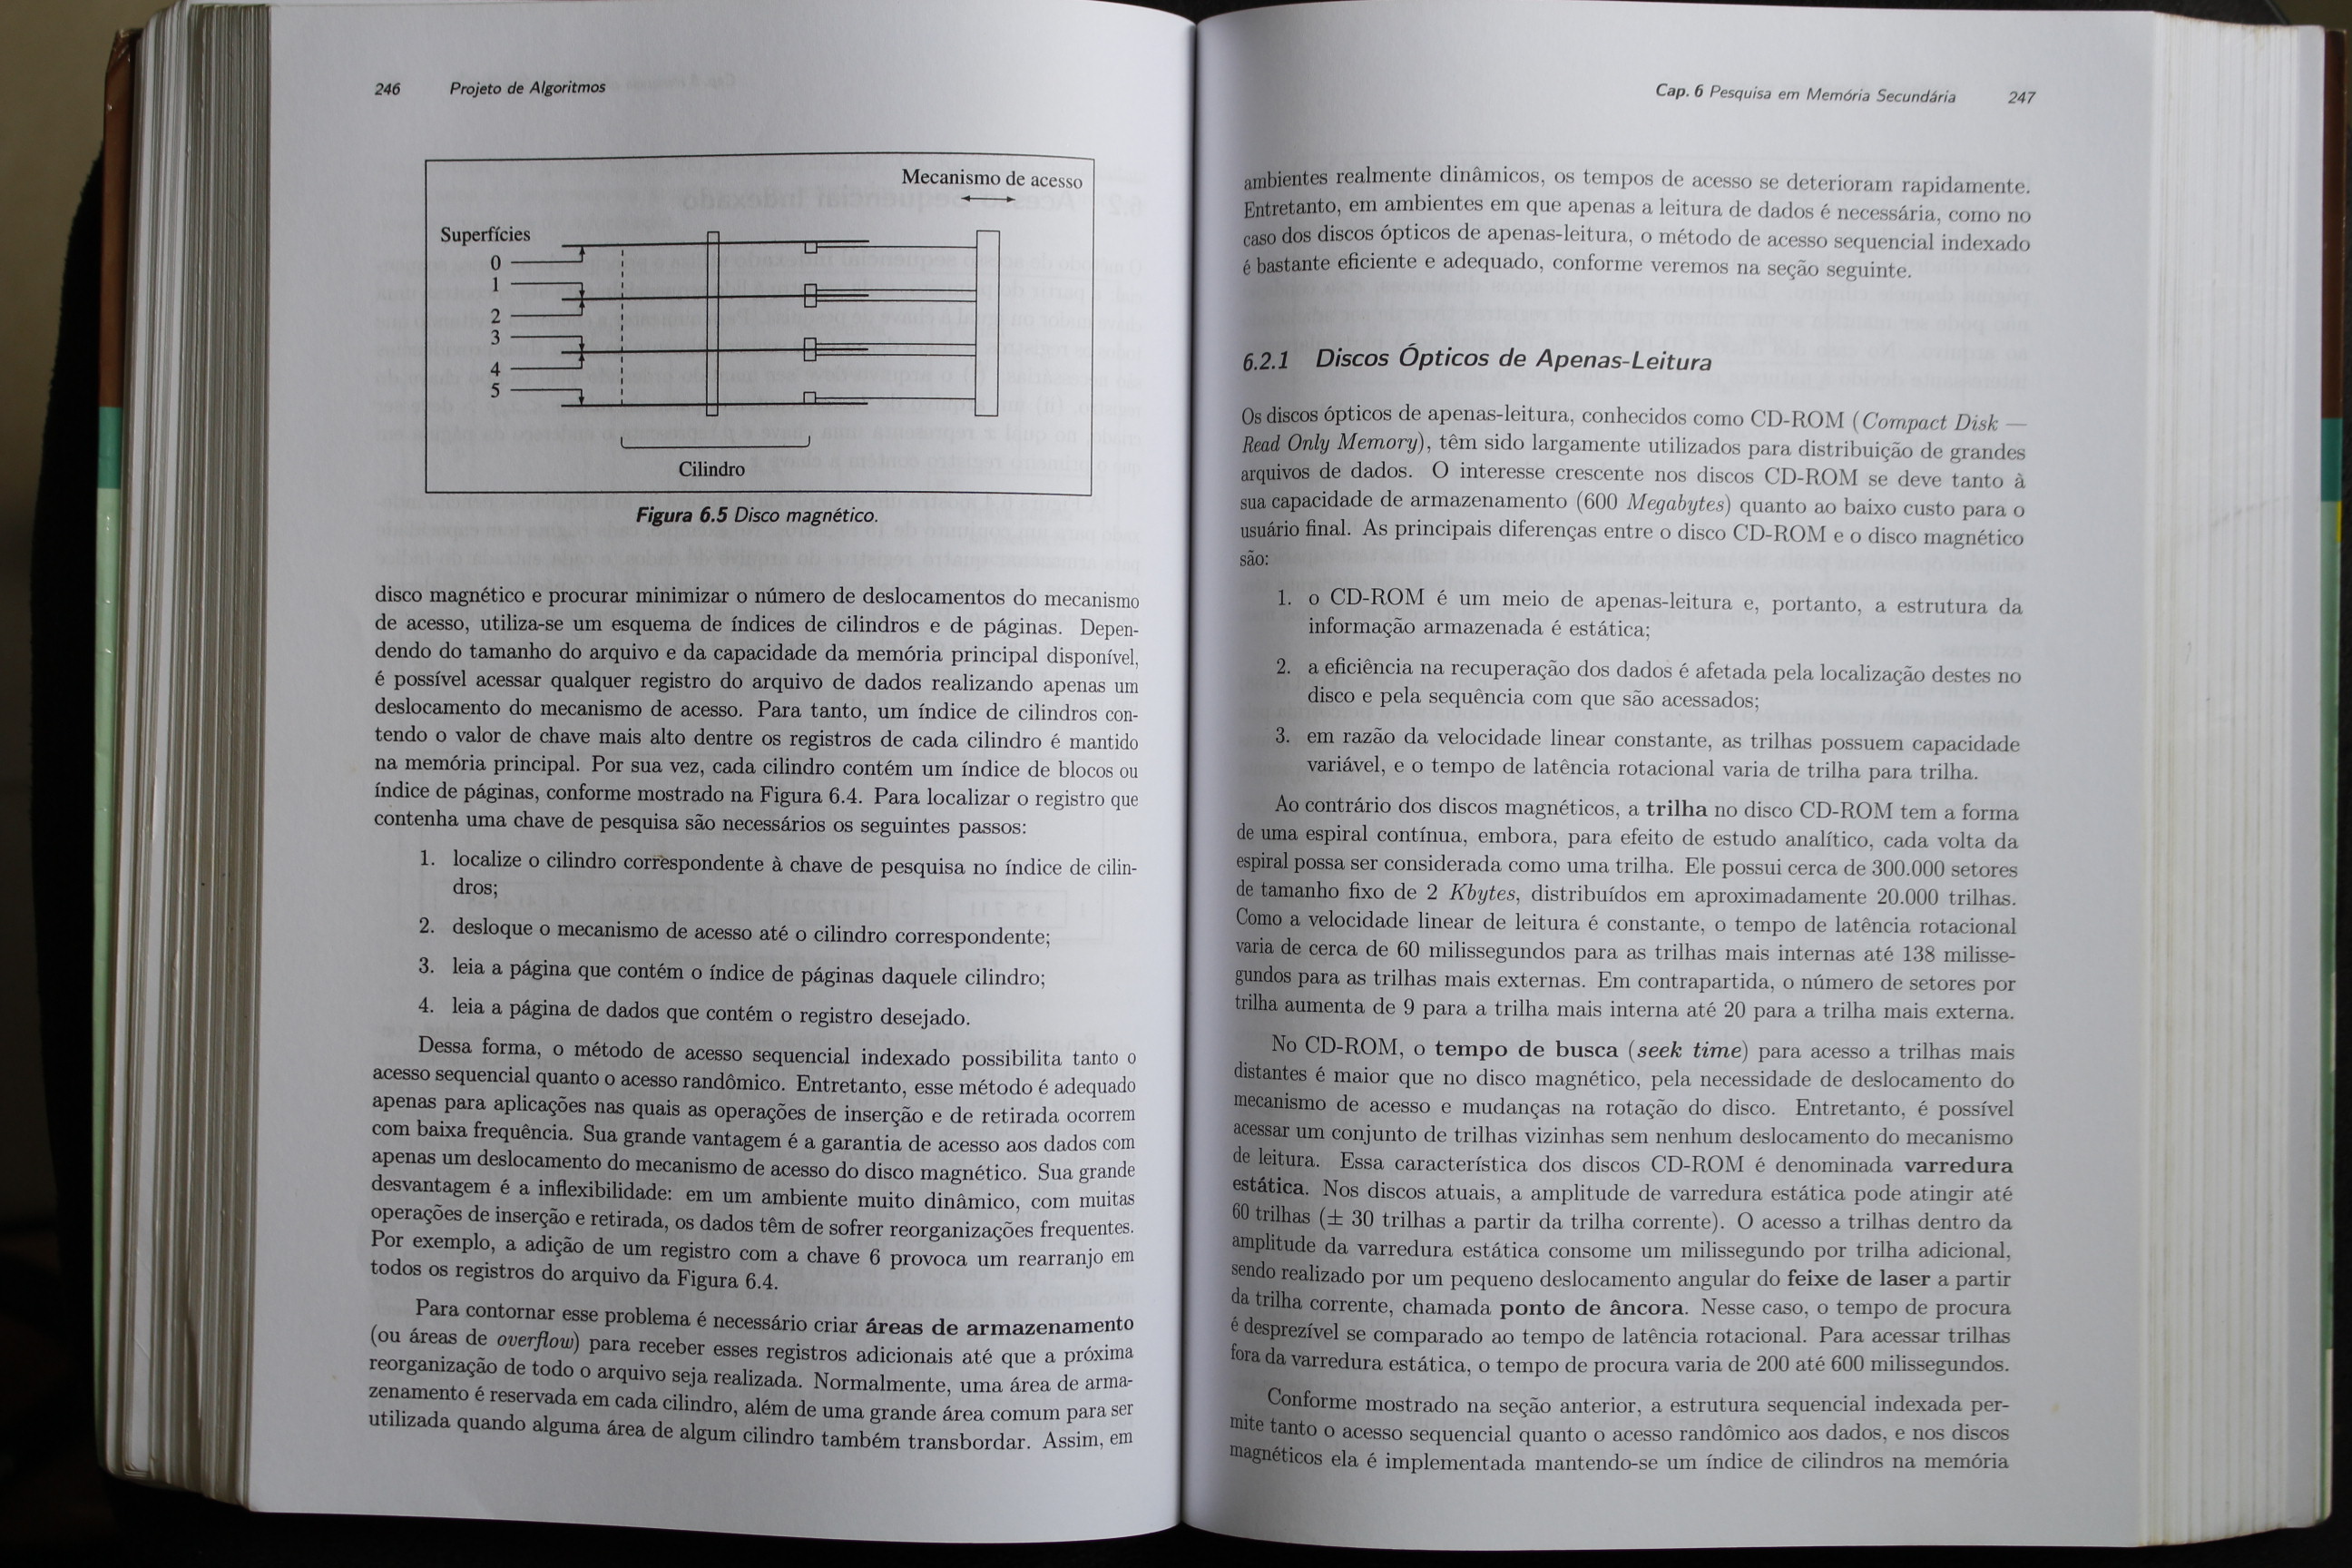 246 Projeto de Algoritmos
Mecanismo de acesso
Superfícies
0
1
2
3
4
5
Cilindro
Figura 6.5 Disco magnético.
disco magnético e procurar minimizar o número de deslocamentos do mecanismo
de acesso, utiliza-se um esquema de índices de cilindros e de páginas. Depen-
dendo do tamanho do arquivo e da capacidade da memória principal disponível,
é possível acessar qualquer registro do arquivo de dados realizando apenas um
deslocamento do mecanismo de acesso. Para tanto, um índice de cilindros con-
tendo o valor de chave mais alto dentre os registros de cada cilindro é mantido
na memória principal. Por sua vez, cada cilindro contém um índice de blocos ou
índice de páginas, conforme mostrado na Figura 6.4. Para localizar o registro que
contenha uma chave de pesquisa são necessários os seguintes passos:
1. localize o cilindro correspondente à chave de pesquisa no índice de cilin-
dros;
2. desloque o mecanismo de acesso até o cilindro correspondente;
3. leia a página que contém o índice de páginas daquele cilindro;
4. leia a página de dados que contém o registro desejado.
Dessa forma, o método de acesso sequencial indexado possibilita tanto o
acesso sequencial quanto o acesso randômico. Entretanto, esse método é adequado
apenas para aplicações nas quais as operações de inserção e de retirada ocorrem
com baixa frequência. Sua grande vantagem é a garantia de acesso aos dados com
apenas um deslocamento do mecanismo de acesso do disco magnético. Sua grande
desvantagem é a inflexibilidade: em um ambiente muito dinâmico, com muitas
operações de inserção e retirada, os dados têm de sofrer reorganizações frequentes.
Por exemplo, a adição de um registro com a chave 6 provoca um rearranjo em
todos os registros do arquivo da Figura 6.4.
Para contornar esse problema é necessário criar áreas de armazenamento
(ou áreas de overflow) para receber esses registros adicionais até que a próxima
reorganização de todo o arquivo seja realizada. Normalmente, uma área de arma-
zenamento é reservada em cada cilindro, além de uma grande área comum para ser
utilizada quando alguma área de algum cilindro também transbordar. Assim, em
Cap. 6 Pesquisa em Memória Secundária 247
ambientes realmente dinâmicos, os tempos de acesso se deterioram rapidamente.
Entretanto, em ambientes em que apenas a leitura de dados é necessária, como no
caso dos discos ópticos de apenas-leitura, o método de acesso sequencial indexado
é bastante eficiente e adequado, conforme veremos na seção seguinte.
6.2.1 Discos Ópticos de Apenas-Leitura
Os discos ópticos de apenas-leitura, conhecidos como CD-ROM (Compact Disk —
Read Only Memory), têm sido largamente utilizados para distribuição de grandes
arquivos de dados. O interesse crescente nos discos CD-ROM se deve tanto à
sua capacidade de armazenamento (600 Megabytes) quanto ao baixo custo para o
usuário final. As principais diferenças entre o disco CD-ROM e o disco magnético
são:
1. o CD-ROM é um meio de apenas-leitura e, portanto, a estrutura da
informação armazenada é estática;
2. a eficiência na recuperação dos dados é afetada pela localização destes no
disco e pela sequência com que são acessados;
3. em razão da velocidade linear constante, as trilhas possuem capacidade
variável, e o tempo de latência rotacional varia de trilha para trilha.
Ao contrário dos discos magnéticos, a trilha no disco CD-ROM tem a forma
de uma espiral contínua, embora, para efeito de estudo analítico, cada volta da
espiral possa ser considerada como uma trilha. Ele possui cerca de 300.000 setores
de tamanho fixo de 2 Kbytes, distribuídos em aproximadamente 20.000 trilhas.
Como a velocidade linear de leitura é constante, o tempo de latência rotacional
varia de cerca de 60 milissegundos para as trilhas mais internas até 138 milisse-
gundos para as trilhas mais externas. Em contrapartida, o número de setores por
trilha aumenta de 9 para a trilha mais interna até 20 para a trilha mais externa.
No CD-ROM, o tempo de busca (seek time) para acesso a trilhas mais
distantes é maior que no disco magnético, pela necessidade de deslocamento do
mecanismo de acesso e mudanças na rotação do disco. Entretanto, é possível
acessar um conjunto de trilhas vizinhas sem nenhum deslocamento do mecanismo
de leitura. Essa característica dos discos CD-ROM é denominada varredura
estática. Nos discos atuais, a amplitude de varredura estática pode atingir até
60 trilhas (± 30 trilhas a partir da trilha corrente). O acesso a trilhas dentro da
amplitude da varredura estática consome um milissegundo por trilha adicional,
sendo realizado por um pequeno deslocamento angular do feixe de laser a partir
da trilha corrente, chamada ponto de âncora. Nesse caso, o tempo de procura
é desprezível se comparado ao tempo de latência rotacional. Para acessar trilhas
fora da varredura estática, o tempo de procura varia de 200 até 600 milissegundos.
Conforme mostrado na seção anterior, a estrutura sequencial indexada per-
mite tanto o acesso sequencial quanto o acesso randômico aos dados, e nos discos
magnéticos ela é implementada mantendo-se um índice de cilindros na memória